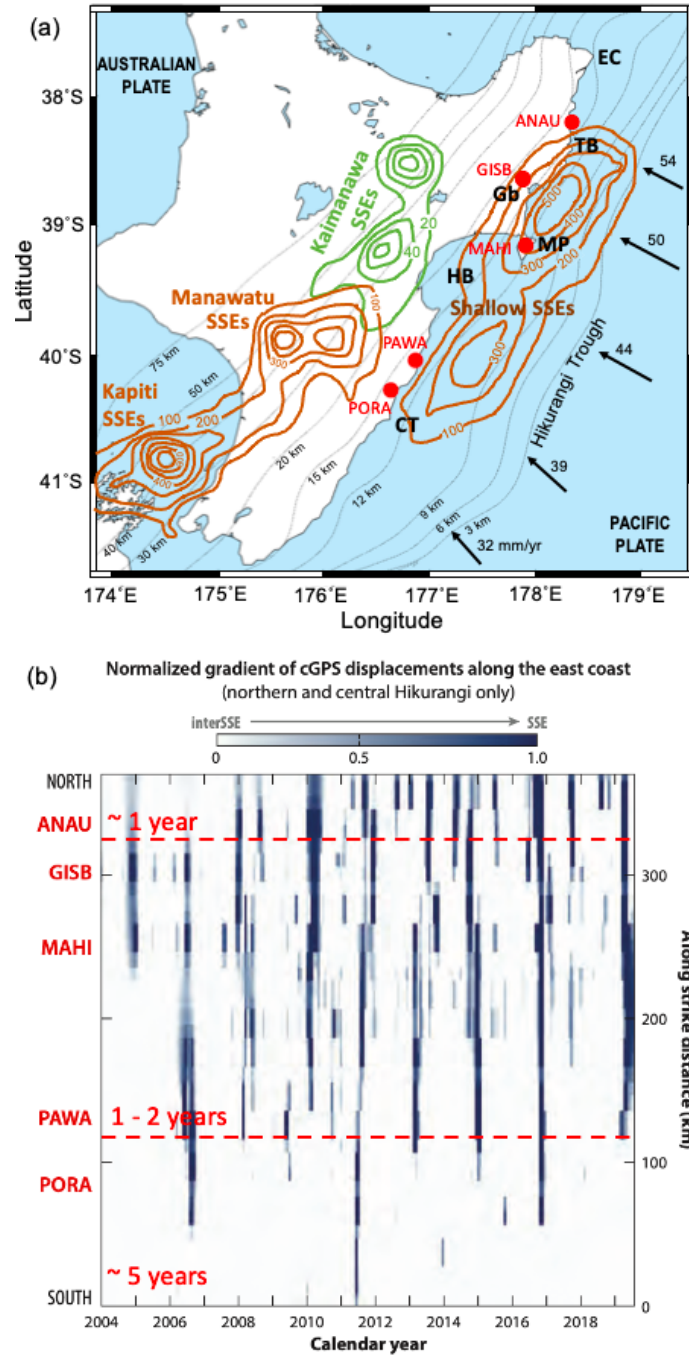 (a)
AUSTRALIAN
PLATE
EC
38°S
ANAU
TB
54
GISB
Kaimanawa
SSEs
Gb
500
400
20
39°S
50
MAHI
MP
40
300
200
HB
Manawatu
SSEs
100
Shallow SSEs
Latitude
75 km
300
PAWA
44
40°S
50 km
300
Kapiti
SSEs
PORA
Hikurangi Trough
100
200
CT
100
20 km
39
15 km
400
41°S
12 km
9 km
6 km
3 km
PACIFIC
PLATE
40 km
30 km
32 mm/yr
174°E
175°E
176°E
177°E
178°E
179°E
Longitude
(b)
Normalized gradient of cGPS displacements along the east coast
(northern and central Hikurangi only)
interSSE
SSE
0
0.5
1.0
NORTH
ANAU
~ 1 year
GISB
300
MAHI
200
PAWA
1 - 2 years
PORA
100
~ 5 years
SOUTH
0
Along strike distance (km)
2004
2006
2008
2010
2012
2014
2016
2018
Calendar year